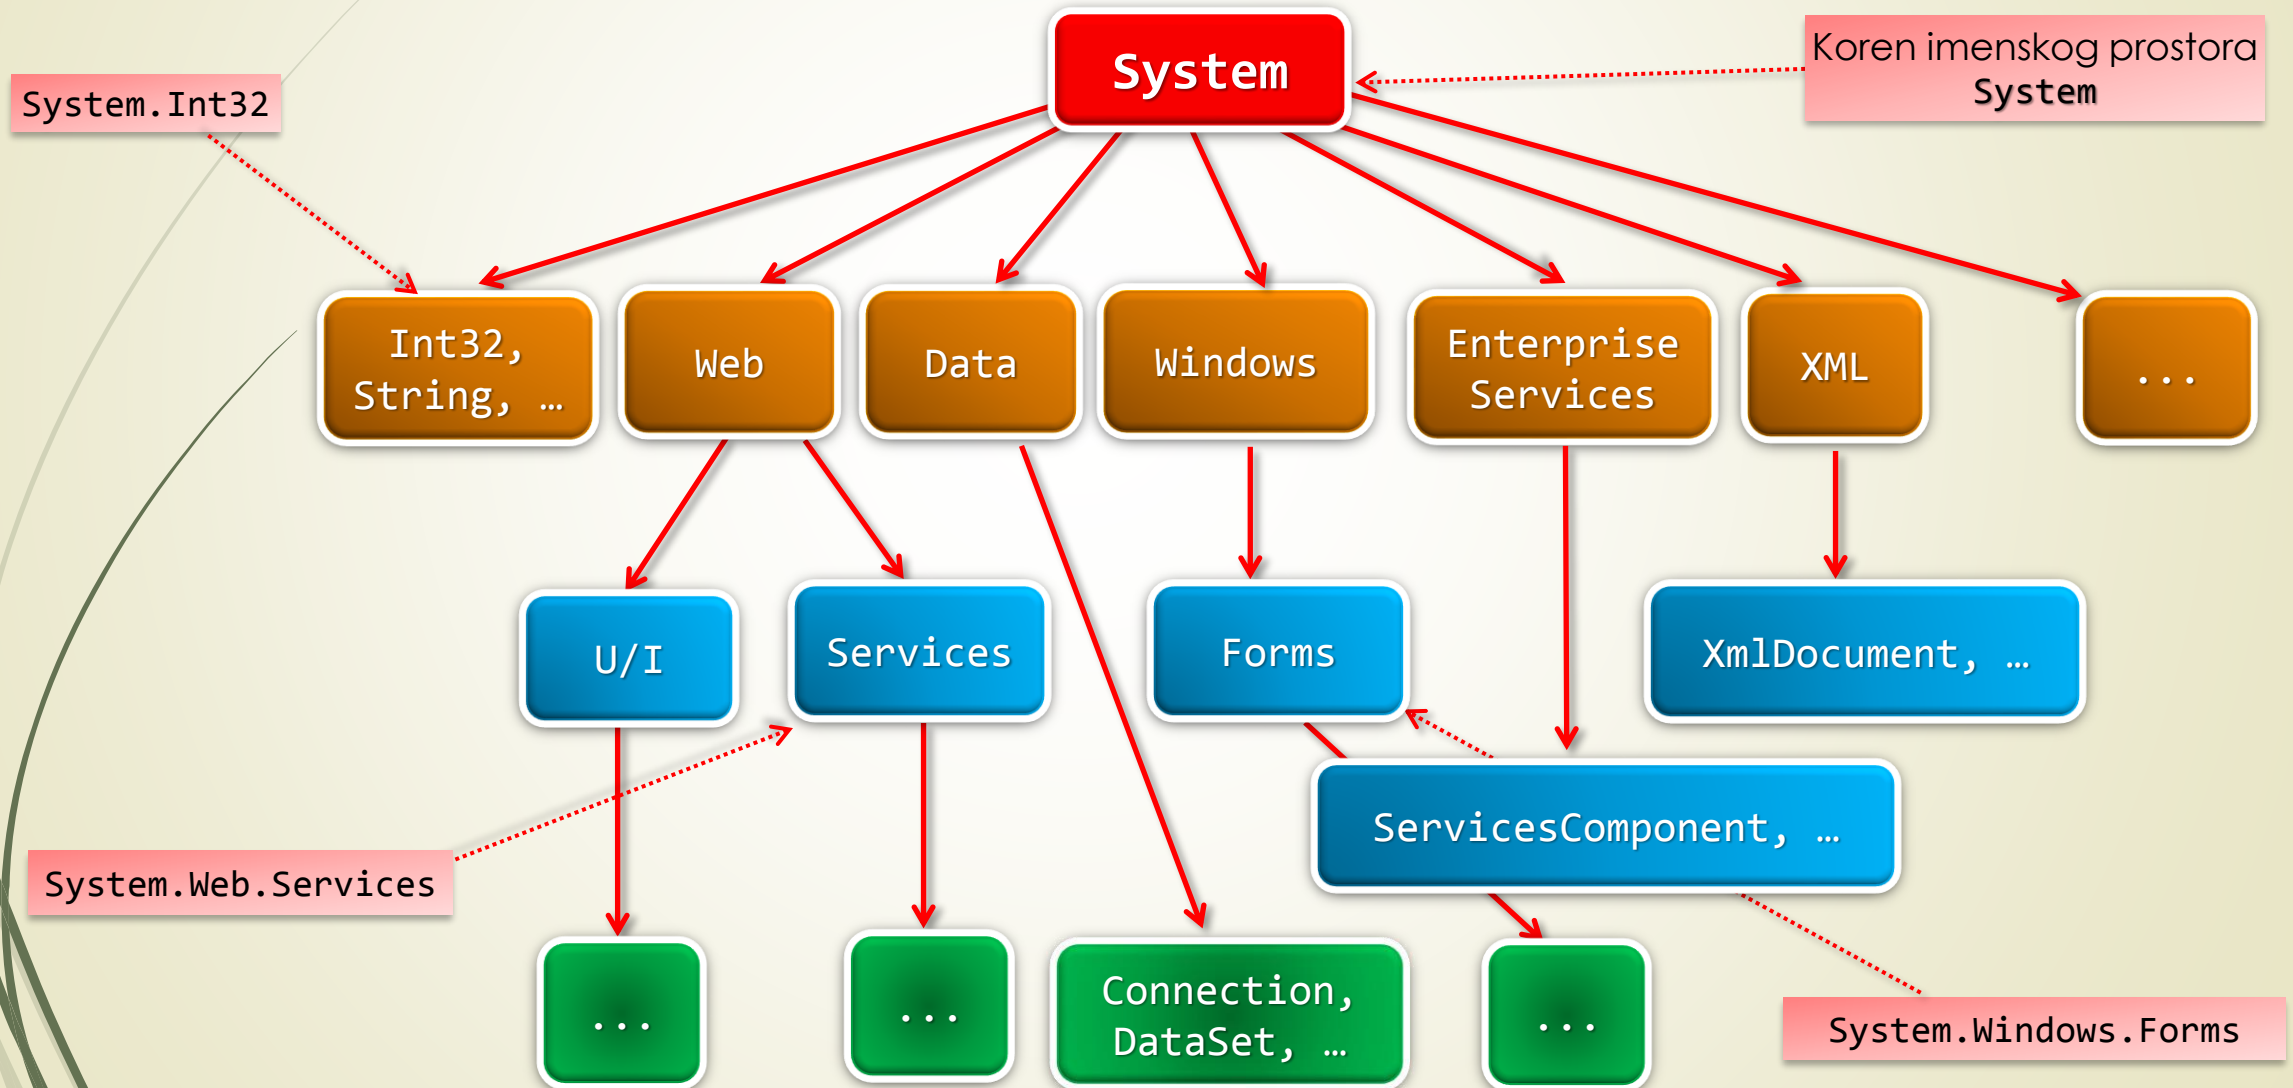 System
Koren imenskog prostora
System
System.Int32
Int32,
String, …
Web
Data
Windows
Enterprise
Services
XML
...
U/I
Services
Forms
XmlDocument, …
ServicesComponent, …
System.Web.Services
...
...
Connection,
DataSet, …
...
System.Windows.Forms